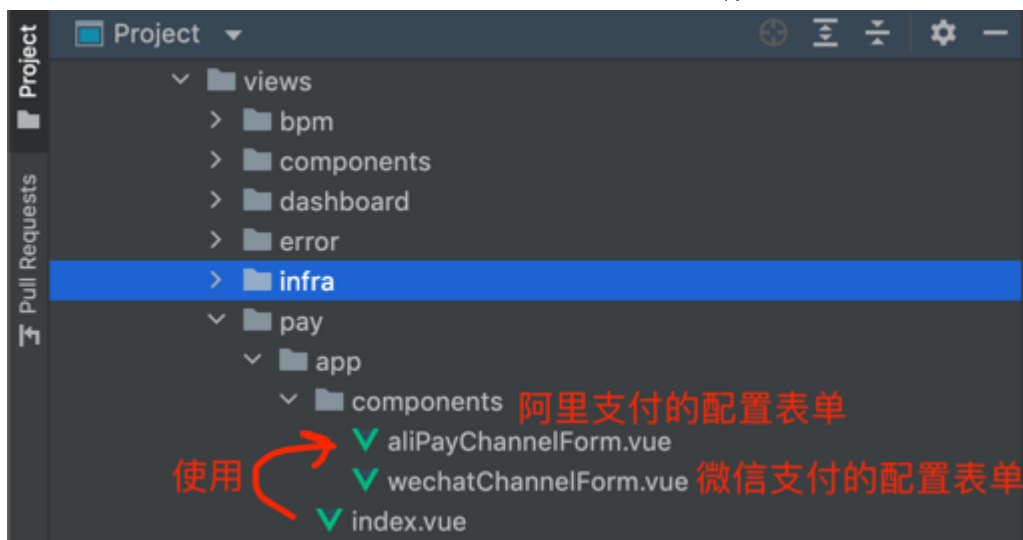 Project
Project
Pull Requests
views
bpm
components
dashboard
error
infra
pay
app
components 阿里支付的配置表单
aliPayChannelForm.vue
使用
wechatChannelForm.vue 微信支付的配置表单
index.vue